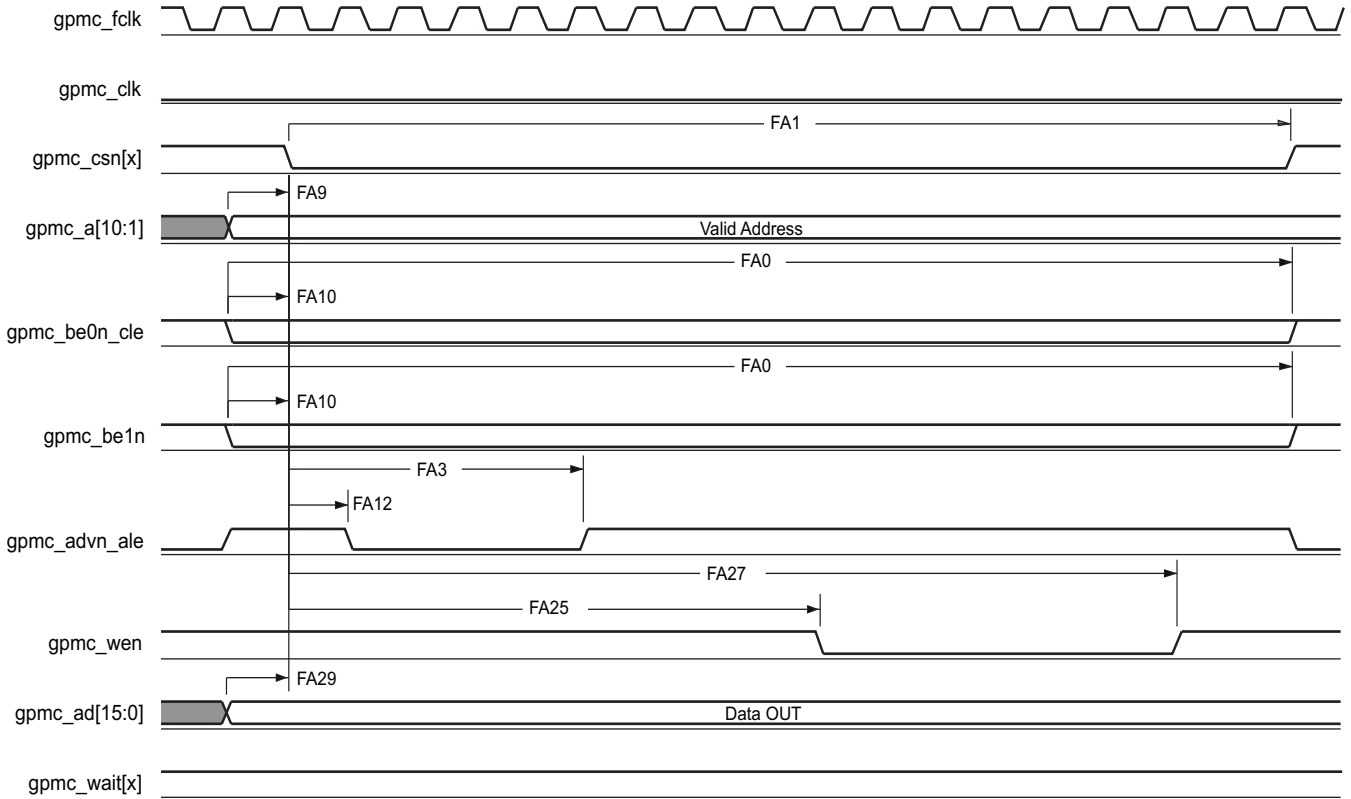 gpmc_fclk
gpmc_clk
FA1
gpmc_csn[x]
FA9
gpmc_a[10:1]
Valid Address
FA0
FA10
gpmc_be0n_cle
FA0
FA10
gpmc_be1n
FA3
FA12
gpmc_advn_ale
FA27
FA25
gpmc_wen
FA29
gpmc_ad[15:0]
Data OUT
gpmc_wait[x]